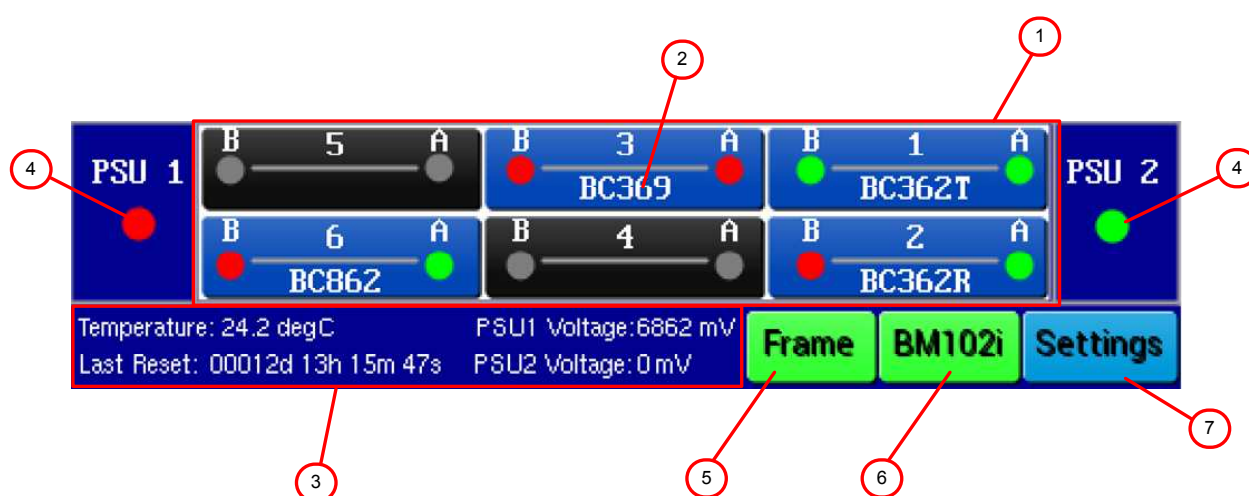 1
2
B 5 A
B 3 A
BC369
B 1 A
BC362T
4
PSU 1
PSU 2
4
B 6 A
BC862
B 4 A
B 2 A
BC362R
Temperature: 24.2 degC
PSU1 Voltage:6862 mV
Last Reset: 00012d 13h 15m 47s
PSU2 Voltage: 0 mV
Frame
BM102i
Settings
3
5
6
7